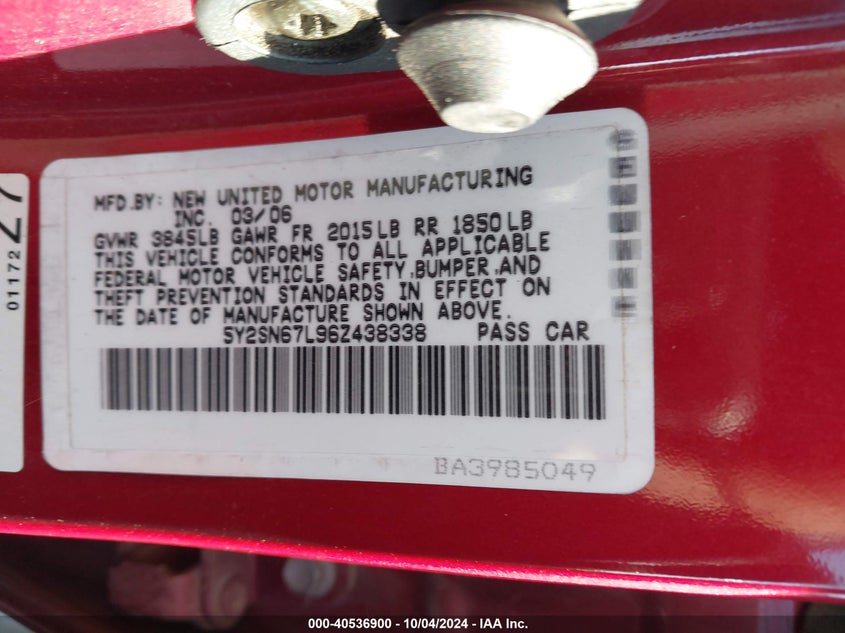 MFD.BY: NEW UNITED MOTOR MANUFACTURING
INC. 03/06
GVWR 3845LB GAWR FR 2015LB RR 1850LB
THIS VEHICLE CONFORMS TO ALL APPLICABLE
FEDERAL MOTOR VEHICLE SAFETY,BUMPER,AND
THEFT PREVENTION STANDARDS IN EFFECT ON
THE DATE OF MANUFACTURE SHOWN ABOVE.
5Y2SN67L96Z438338 PASS CAR
BA3985049
01172
000-40536900 - 10/04/2024 - IAA Inc.